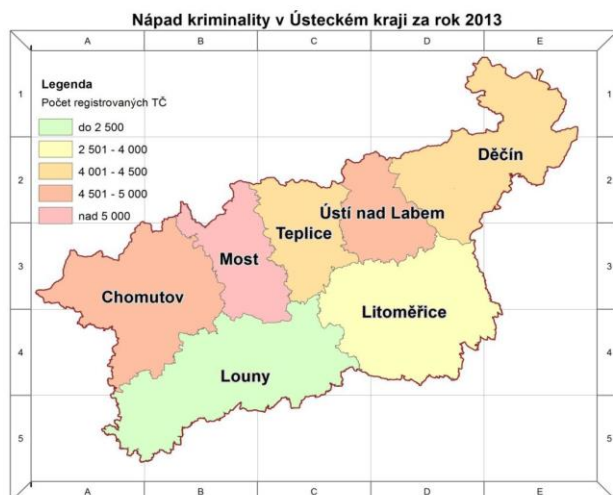 Nápad kriminality v Ústeckém kraji za rok 2013
A B C D E
Legenda
Počet registrovaných TČ
do 2 500
2 501 - 4 000
4 001 - 4 500
4 501 - 5 000
nad 5 000
1 1
2 2
3 3
4 4
5 5
Děčín
Ústí nad Labem
Teplice
Most
Chomutov
Litoměřice
Louny
A B C D E